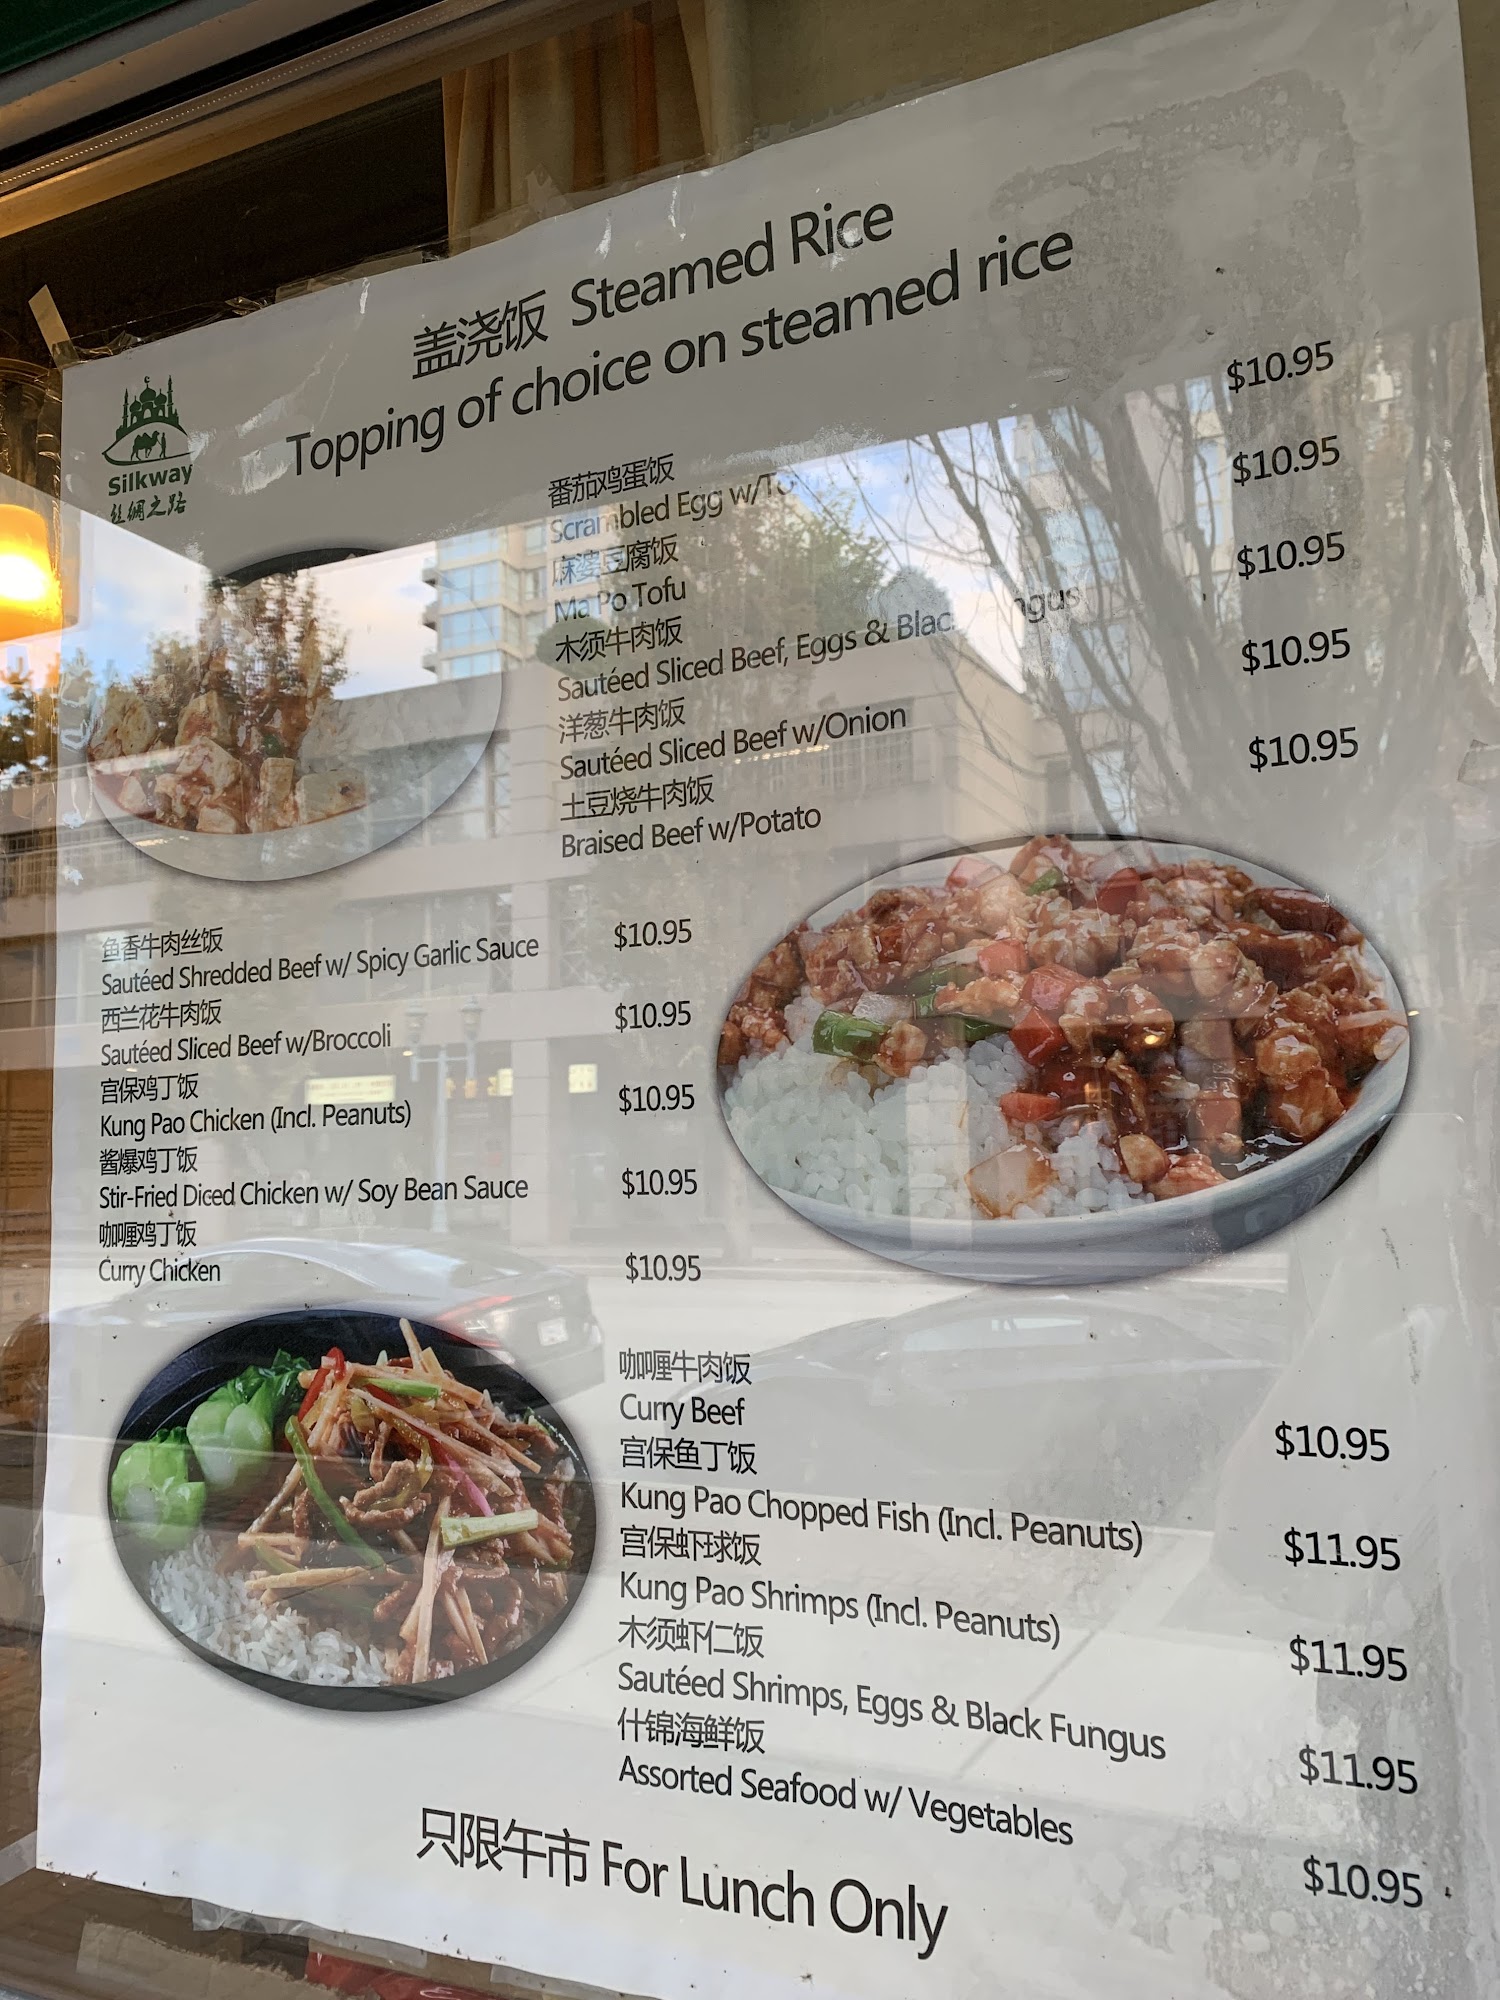 盖浇饭 Steamed Rice
Topping of choice on steamed rice
Silkway
丝绸之路
番茄鸡蛋饭 $10.95
Scrambled Egg
麻婆豆腐饭 $10.95
Ma Po Tofu
木须牛肉饭 $10.95
Sautéed Sliced Beef, Eggs &
洋葱牛肉饭 $10.95
Sautéed Sliced Beef w/Onion
土豆烧牛肉饭 $10.95
Braised Beef w/Potato
鱼香牛肉丝饭 $10.95
Sautéed Shredded Beef w/ Spicy Garlic Sauce
西兰花牛肉饭 $10.95
Sautéed Sliced Beef w/Broccoli
宫保鸡丁饭 $10.95
Kung Pao Chicken (Incl. Peanuts)
酱爆鸡丁饭 $10.95
Stir-Fried Diced Chicken w/ Soy Bean Sauce
咖喱鸡丁饭 $10.95
Curry Chicken
咖喱牛肉饭
Curry Beef $10.95
宫保鱼丁饭
Kung Pao Chopped Fish (Incl. Peanuts) $11.95
宫保虾球饭
Kung Pao Shrimps (Incl. Peanuts) $11.95
木须虾仁饭
Sautéed Shrimps, Eggs & Black Fungus $11.95
什锦海鲜饭
Assorted Seafood w/ Vegetables $10.95
只限午市 For Lunch Only